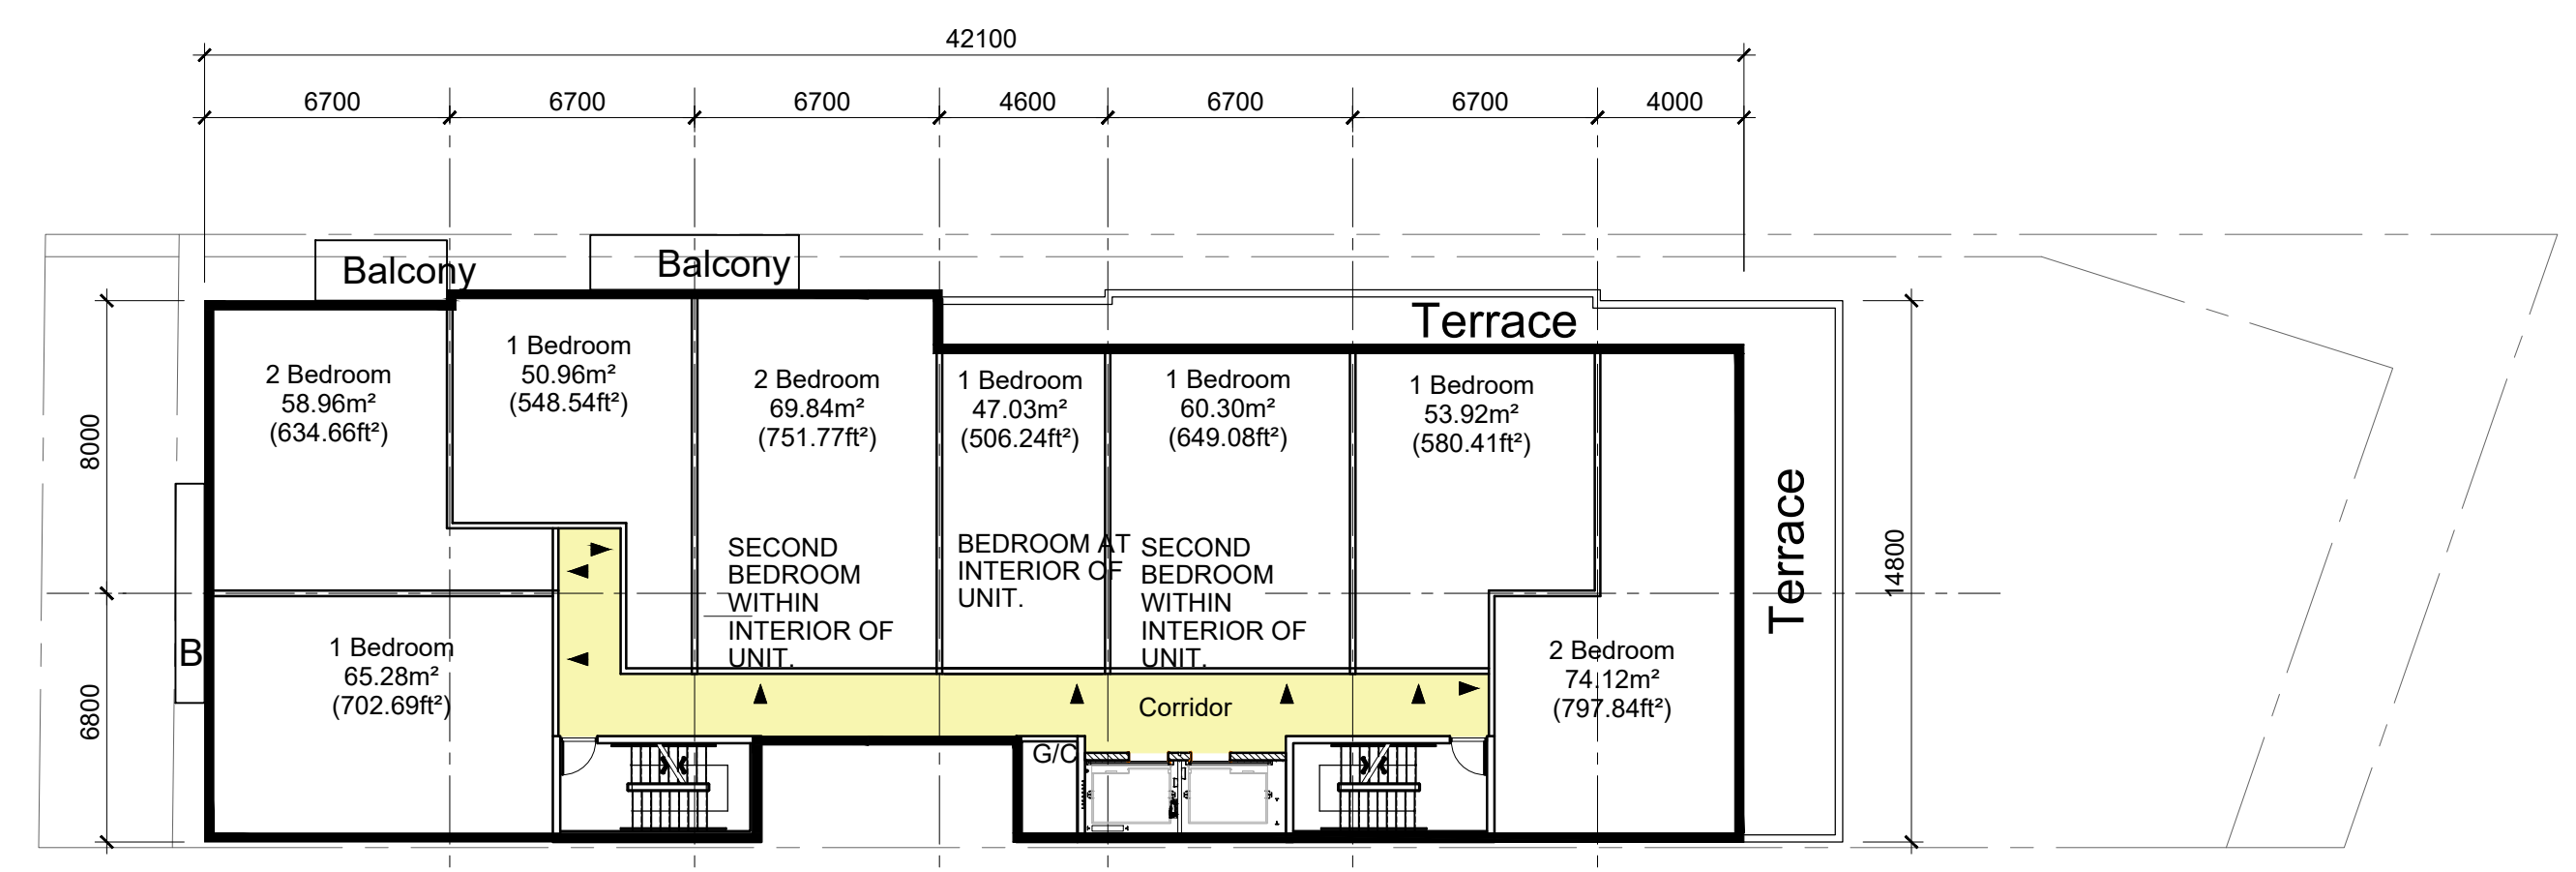 42100
6700
6700
6700
4600
6700
6700
4000
Balcony
Balcony
Terrace
Terrace
8000
6800
14800
2 Bedroom
58.96m²
(634.66ft²)
1 Bedroom
50.96m²
(548.54ft²)
2 Bedroom
69.84m²
(751.77ft²)
1 Bedroom
47.03m²
(506.24ft²)
1 Bedroom
60.30m²
(649.08ft²)
1 Bedroom
53.92m²
(580.41ft²)
SECOND
BEDROOM
WITHIN
INTERIOR OF
UNIT.
BEDROOM AT
INTERIOR OF
UNIT.
SECOND
BEDROOM
WITHIN
INTERIOR OF
UNIT.
B
1 Bedroom
65.28m²
(702.69ft²)
2 Bedroom
74.12m²
(797.84ft²)
Corridor
G/C